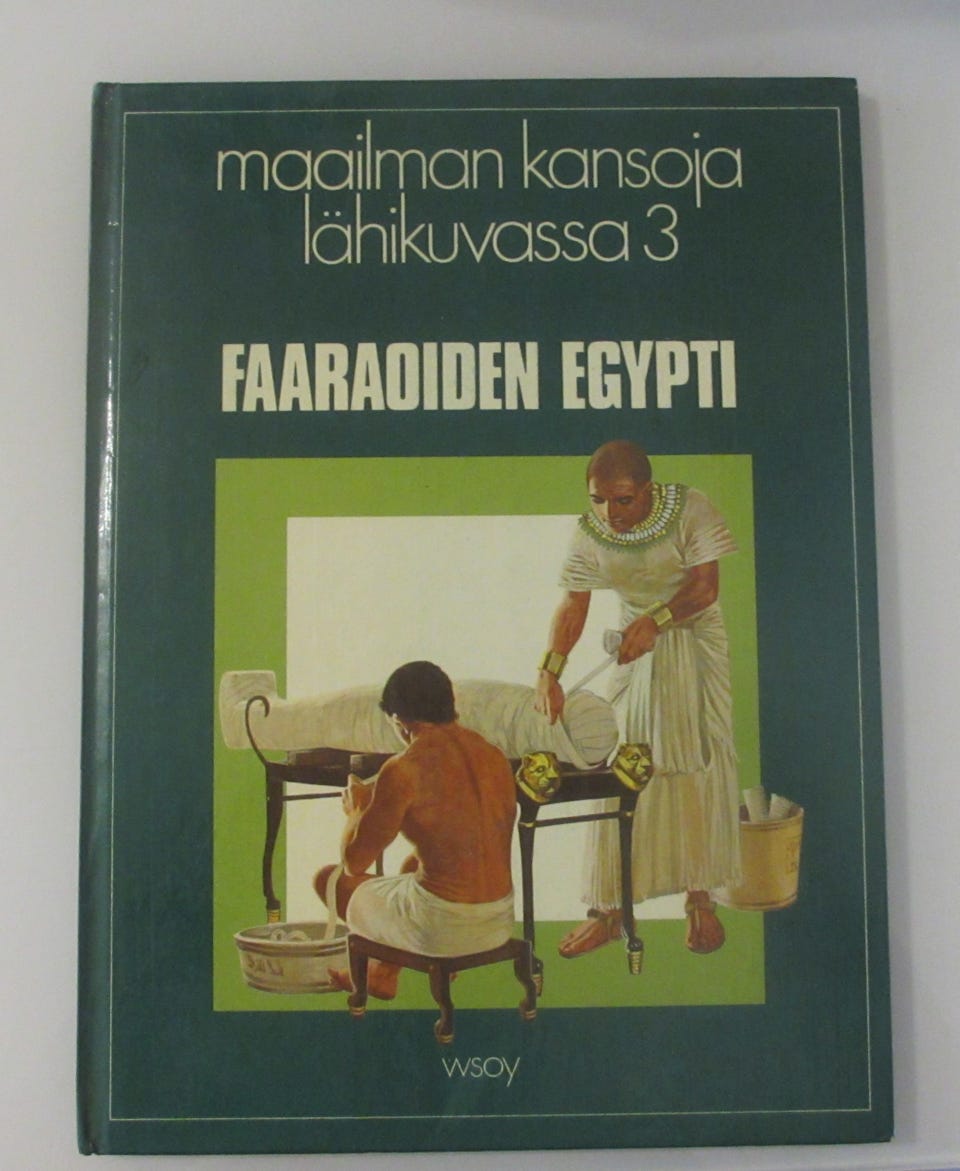 maailman kansoja
lähikuvassa 3
FAARAOIDEN EGYPTI
wsoy